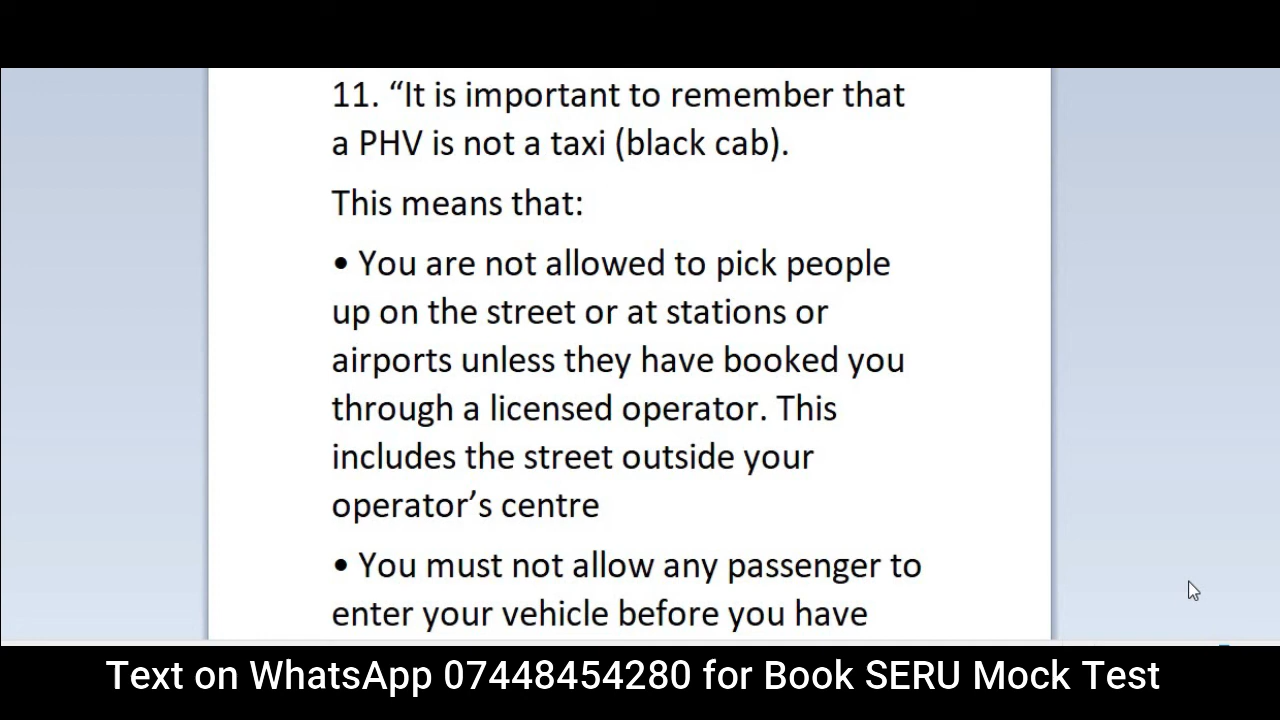 11. “It is important to remember that
a PHV is not a taxi (black cab).
This means that:
• You are not allowed to pick people
up on the street or at stations or
airports unless they have booked you
through a licensed operator. This
includes the street outside your
operator’s centre
• You must not allow any passenger to
enter your vehicle before you have
Text on WhatsApp 07448454280 for Book SERU Mock Test